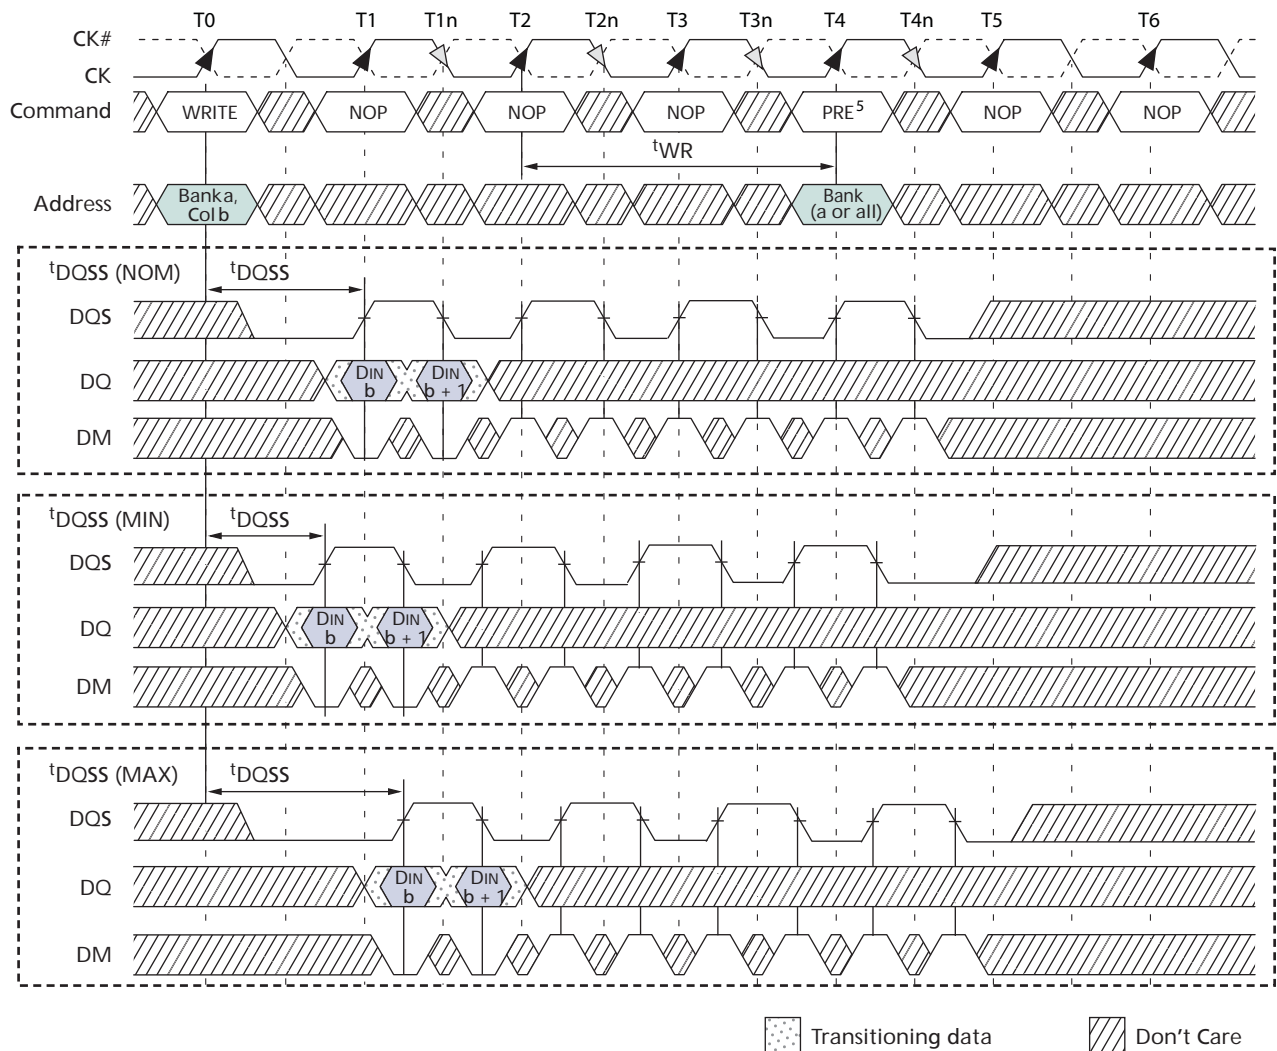 T0 T1 T1n T2 T2n T3 T3n T4 T4n T5 T6
CK#
CK
Command WRITE NOP NOP NOP PRE5 NOP NOP
tWR
Address Bank a, Col b Bank (a or all)
tDQSS (NOM) tDQSS
DQS
DQ DIN b DIN b + 1
DM
tDQSS (MIN) tDQSS
DQS
DQ DIN b DIN b + 1
DM
tDQSS (MAX) tDQSS
DQS
DQ DIN b DIN b + 1
DM
Transitioning data Don't Care